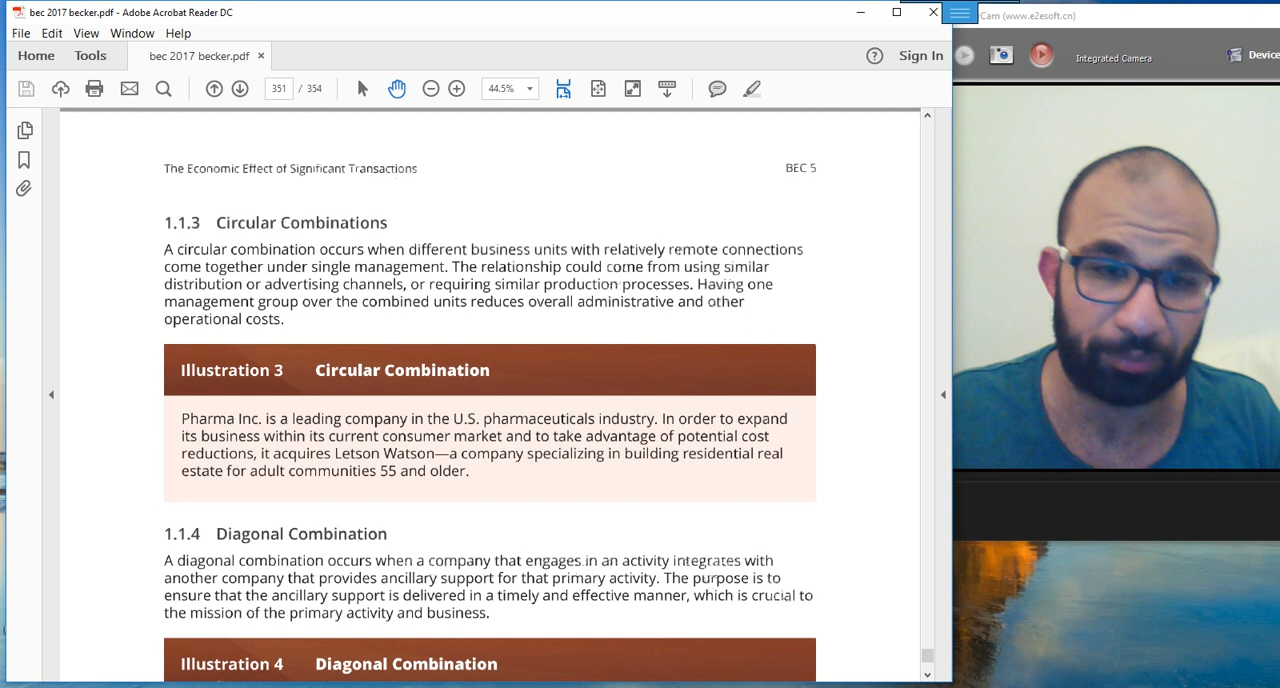 bec 2017 becker.pdf - Adobe Acrobat Reader DC
Cam (www.e2esoft.cn)
File Edit View Window Help
Home Tools bec 2017 becker.pdf × Sign In
Integrated Camera Device
351 / 354 44.5%
The Economic Effect of Significant Transactions BEC 5
1.1.3 Circular Combinations
A circular combination occurs when different business units with relatively remote connections
come together under single management. The relationship could come from using similar
distribution or advertising channels, or requiring similar production processes. Having one
management group over the combined units reduces overall administrative and other
operational costs.
Illustration 3 Circular Combination
Pharma Inc. is a leading company in the U.S. pharmaceuticals industry. In order to expand
its business within its current consumer market and to take advantage of potential cost
reductions, it acquires Letson Watson—a company specializing in building residential real
estate for adult communities 55 and older.
1.1.4 Diagonal Combination
A diagonal combination occurs when a company that engages in an activity integrates with
another company that provides ancillary support for that primary activity. The purpose is to
ensure that the ancillary support is delivered in a timely and effective manner, which is crucial to
the mission of the primary activity and business.
Illustration 4 Diagonal Combination